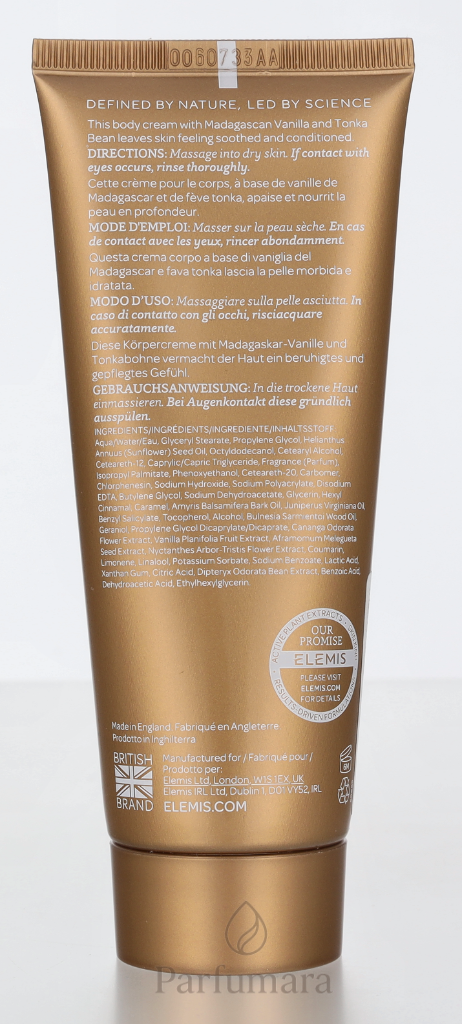 0060733AA
DEFINED BY NATURE, LED BY SCIENCE
This body cream with Madagascan Vanilla and Tonka
Bean leaves skin feeling soothed and conditioned.
DIRECTIONS: Massage into dry skin. If contact with
eyes occurs, rinse thoroughly.
Cette crème pour le corps, à base de vanille de
Madagascar et de fève tonka, apaise et nourrit la
peau en profondeur.
MODE D'EMPLOI: Masser sur la peau sèche. En cas
de contact avec les yeux, rincer abondamment.
Questa crema corpo a base di vaniglia del
Madagascar e fava tonka lascia la pelle morbida e
idratata.
MODO D'USO: Massaggiare sulla pelle asciutta. In
caso di contatto con gli occhi, risciacquare
accuratamente.
Diese Körpercreme mit Madagaskar-Vanille und
Tonkabohne vermacht der Haut ein beruhigtes und
gepflegtes Gefühl.
GEBRAUCHSANWEISUNG: In die trockene Haut
einmassieren. Bei Augenkontakt diese gründlich
ausspülen.
INGREDIENTS/INGRÉDIENTS/INGREDIENTE/INHALTSSTOFF:
Aqua/Water/Eau, Glyceryl Stearate, Propylene Glycol, Helianthus
Annuus (Sunflower) Seed Oil, Octyldodecanol, Cetearyl Alcohol,
Ceteareth-12, Caprylic/Capric Triglyceride, Fragrance (Parfum),
Isopropyl Palmitate, Phenoxyethanol, Ceteareth-20, Carbomer,
Chlorphenesin, Sodium Hydroxide, Sodium Polyacrylate, Disodium
EDTA, Butylene Glycol, Sodium Dehydroacetate, Glycerin, Hexyl
Cinnamal, Caramel, Amyris Balsamifera Bark Oil, Juniperus Virginiana Oil,
Benzyl Salicylate, Tocopherol, Alcohol, Bulnesia Sarmientoi Wood Oil,
Geraniol, Propylene Glycol Dicaprylate/Dicaprate, Cananga Odorata
Flower Extract, Vanilla Planifolia Fruit Extract, Aframomum Melegueta
Seed Extract, Nyctanthes Arbor-Tristis Flower Extract, Coumarin,
Limonene, Linalool, Potassium Sorbate, Sodium Benzoate, Lactic Acid,
Xanthan Gum, Citric Acid, Dipteryx Odorata Bean Extract, Benzoic Acid,
Dehydroacetic Acid, Ethylhexylglycerin.
ACTIVE PLANT EXTRACTS
OUR
PROMISE
ELEMIS
PLEASE VISIT
ELEMIS.COM
FOR DETAILS
RESULTS DRIVEN
Made in England. Fabriqué en Angleterre.
Prodotto in Inghilterra.
BRITISH
BRAND
Manufactured for / Fabriqué pour /
Prodotto per:
Elemis Ltd, London, W1S 1EX, UK
Elemis IRL Ltd, Dublin 1, D01 VY52, IRL
ELEMIS.COM
Parfumara